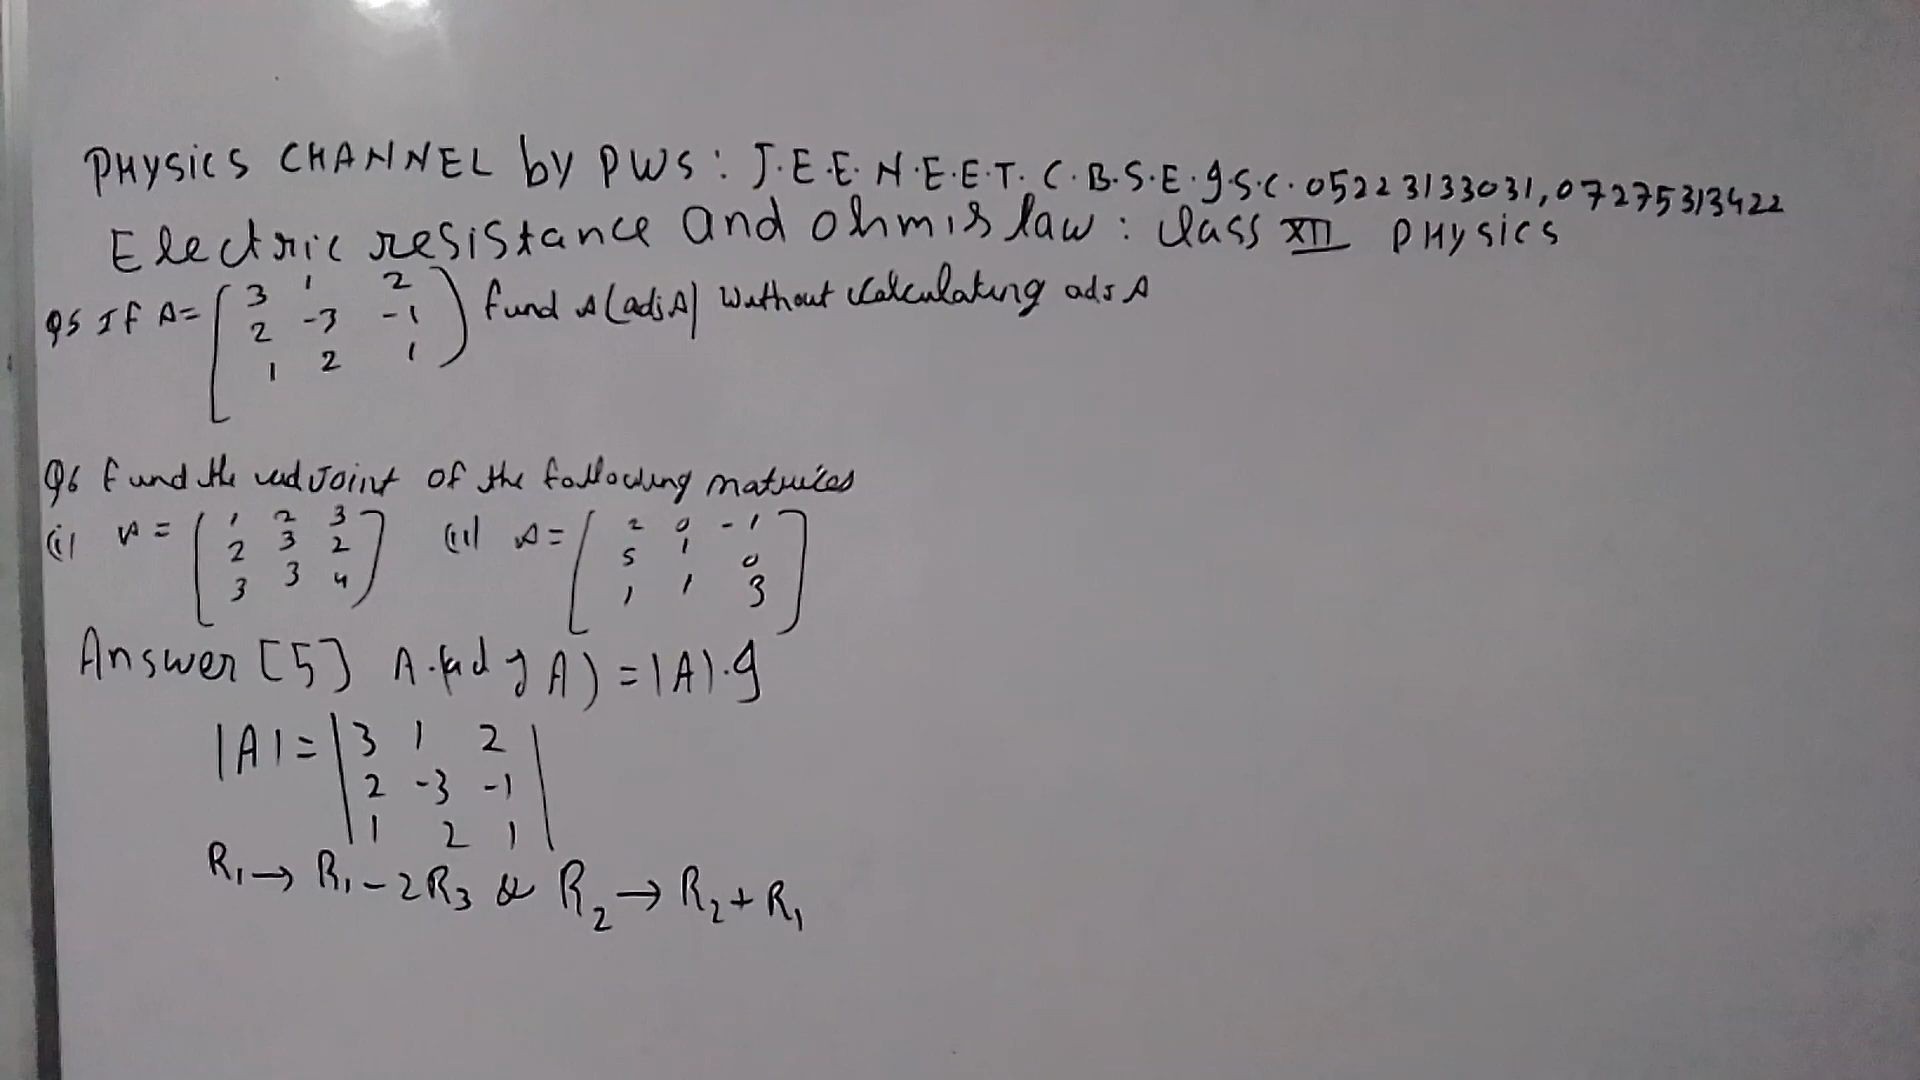 PHYSICS CHANNEL by PWS : J.E.E. N.E.E.T. C.B.S.E. I.S.C. 05223133031, 07275313422
Electric resistance and ohm's law : Class XII PHYSICS
Q5 If A= [3 1 2
2 -3 -1
1 2 1] find A(adjA) without calculating adj A
Q6 Find the adjoint of the following matrices
(i) A = [1 2 3
2 3 2
3 3 4] (ii) A = [2 0 -1
5 1 0
1 1 3]
Answer [5] A.(adj A) = |A|.I
|A| = |3 1 2
2 -3 -1
1 2 1|
R₁→ R₁-2R₃ & R₂→ R₂+R₁